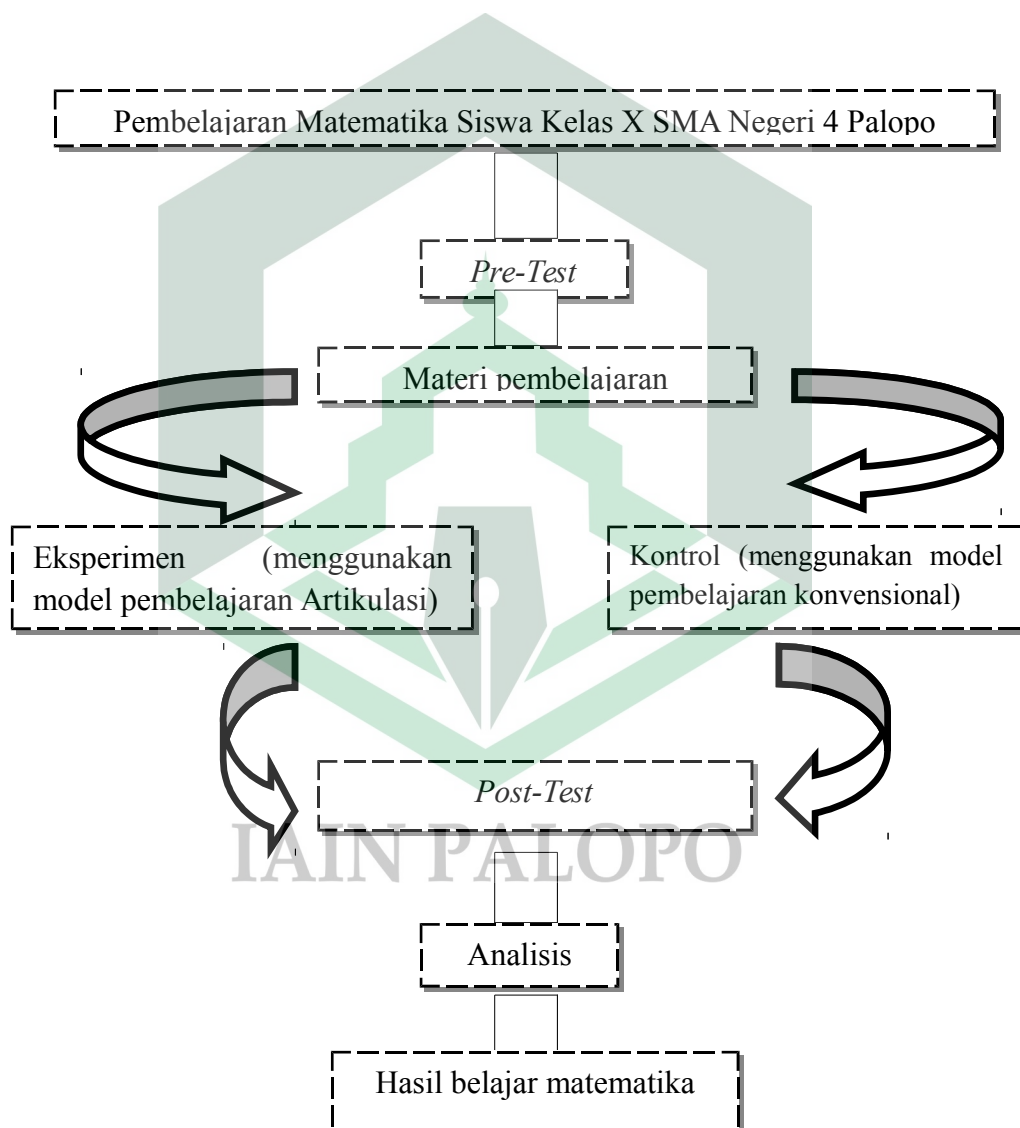 Pembelajaran Matematika Siswa Kelas X SMA Negeri 4 Palopo
Pre-Test
Materi pembelajaran
Eksperimen (menggunakan
model pembelajaran Artikulasi)
Kontrol (menggunakan model
pembelajaran konvensional)
Post-Test
IAIN PALOPO
Analisis
Hasil belajar matematika